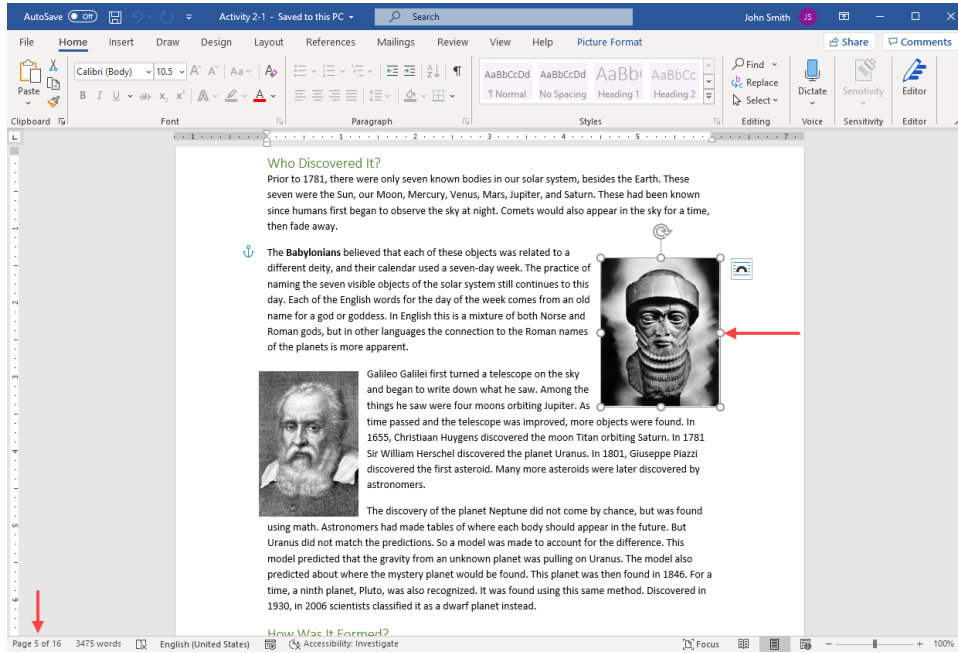 AutoSave Off Activity 2-1 - Saved to this PC Search John Smith JS
File Home Insert Draw Design Layout References Mailings Review View Help Picture Format Share Comments
Paste
Calibri (Body) 10.5 A A Aa A
B I U ab x, x² A A
AaBbCcDd AaBbCcDd AaBb( AaBbCc
¶ Normal No Spacing Heading 1 Heading 2
Find
Replace
Select
Dictate Sensitivity Editor
Clipboard Font Paragraph Styles Editing Voice Sensitivity Editor
1 1 2 3 4 5 7
Who Discovered It?
Prior to 1781, there were only seven known bodies in our solar system, besides the Earth. These
seven were the Sun, our Moon, Mercury, Venus, Mars, Jupiter, and Saturn. These had been known
since humans first began to observe the sky at night. Comets would also appear in the sky for a time,
then fade away.
The Babylonians believed that each of these objects was related to a
different deity, and their calendar used a seven-day week. The practice of
naming the seven visible objects of the solar system still continues to this
day. Each of the English words for the day of the week comes from an old
name for a god or goddess. In English this is a mixture of both Norse and
Roman gods, but in other languages the connection to the Roman names
of the planets is more apparent.
Galileo Galilei first turned a telescope on the sky
and began to write down what he saw. Among the
things he saw were four moons orbiting Jupiter. As
time passed and the telescope was improved, more objects were found. In
1655, Christiaan Huygens discovered the moon Titan orbiting Saturn. In 1781
Sir William Herschel discovered the planet Uranus. In 1801, Giuseppe Piazzi
discovered the first asteroid. Many more asteroids were later discovered by
astronomers.
The discovery of the planet Neptune did not come by chance, but was found
using math. Astronomers had made tables of where each body should appear in the future. But
Uranus did not match the predictions. So a model was made to account for the difference. This
model predicted that the gravity from an unknown planet was pulling on Uranus. The model also
predicted about where the mystery planet would be found. This planet was then found in 1846. For a
time, a ninth planet, Pluto, was also recognized. It was found using this same method. Discovered in
1930, in 2006 scientists classified it as a dwarf planet instead.
How Was It Formed?
Page 5 of 16 3475 words English (United States) Accessibility: Investigate Focus 100%